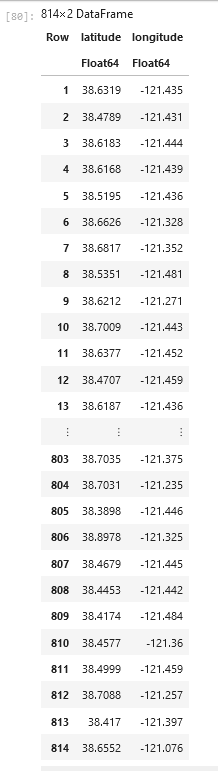 [80]: 814×2 DataFrame
Row latitude longitude
Float64 Float64
1 38.6319 -121.435
2 38.4789 -121.431
3 38.6183 -121.444
4 38.6168 -121.439
5 38.5195 -121.436
6 38.6626 -121.328
7 38.6817 -121.352
8 38.5351 -121.481
9 38.6212 -121.271
10 38.7009 -121.443
11 38.6377 -121.452
12 38.4707 -121.459
13 38.6187 -121.436
⋮ ⋮ ⋮
803 38.7035 -121.375
804 38.7031 -121.235
805 38.3898 -121.446
806 38.8978 -121.325
807 38.4679 -121.445
808 38.4453 -121.442
809 38.4174 -121.484
810 38.4577 -121.36
811 38.4999 -121.459
812 38.7088 -121.257
813 38.417 -121.397
814 38.6552 -121.076